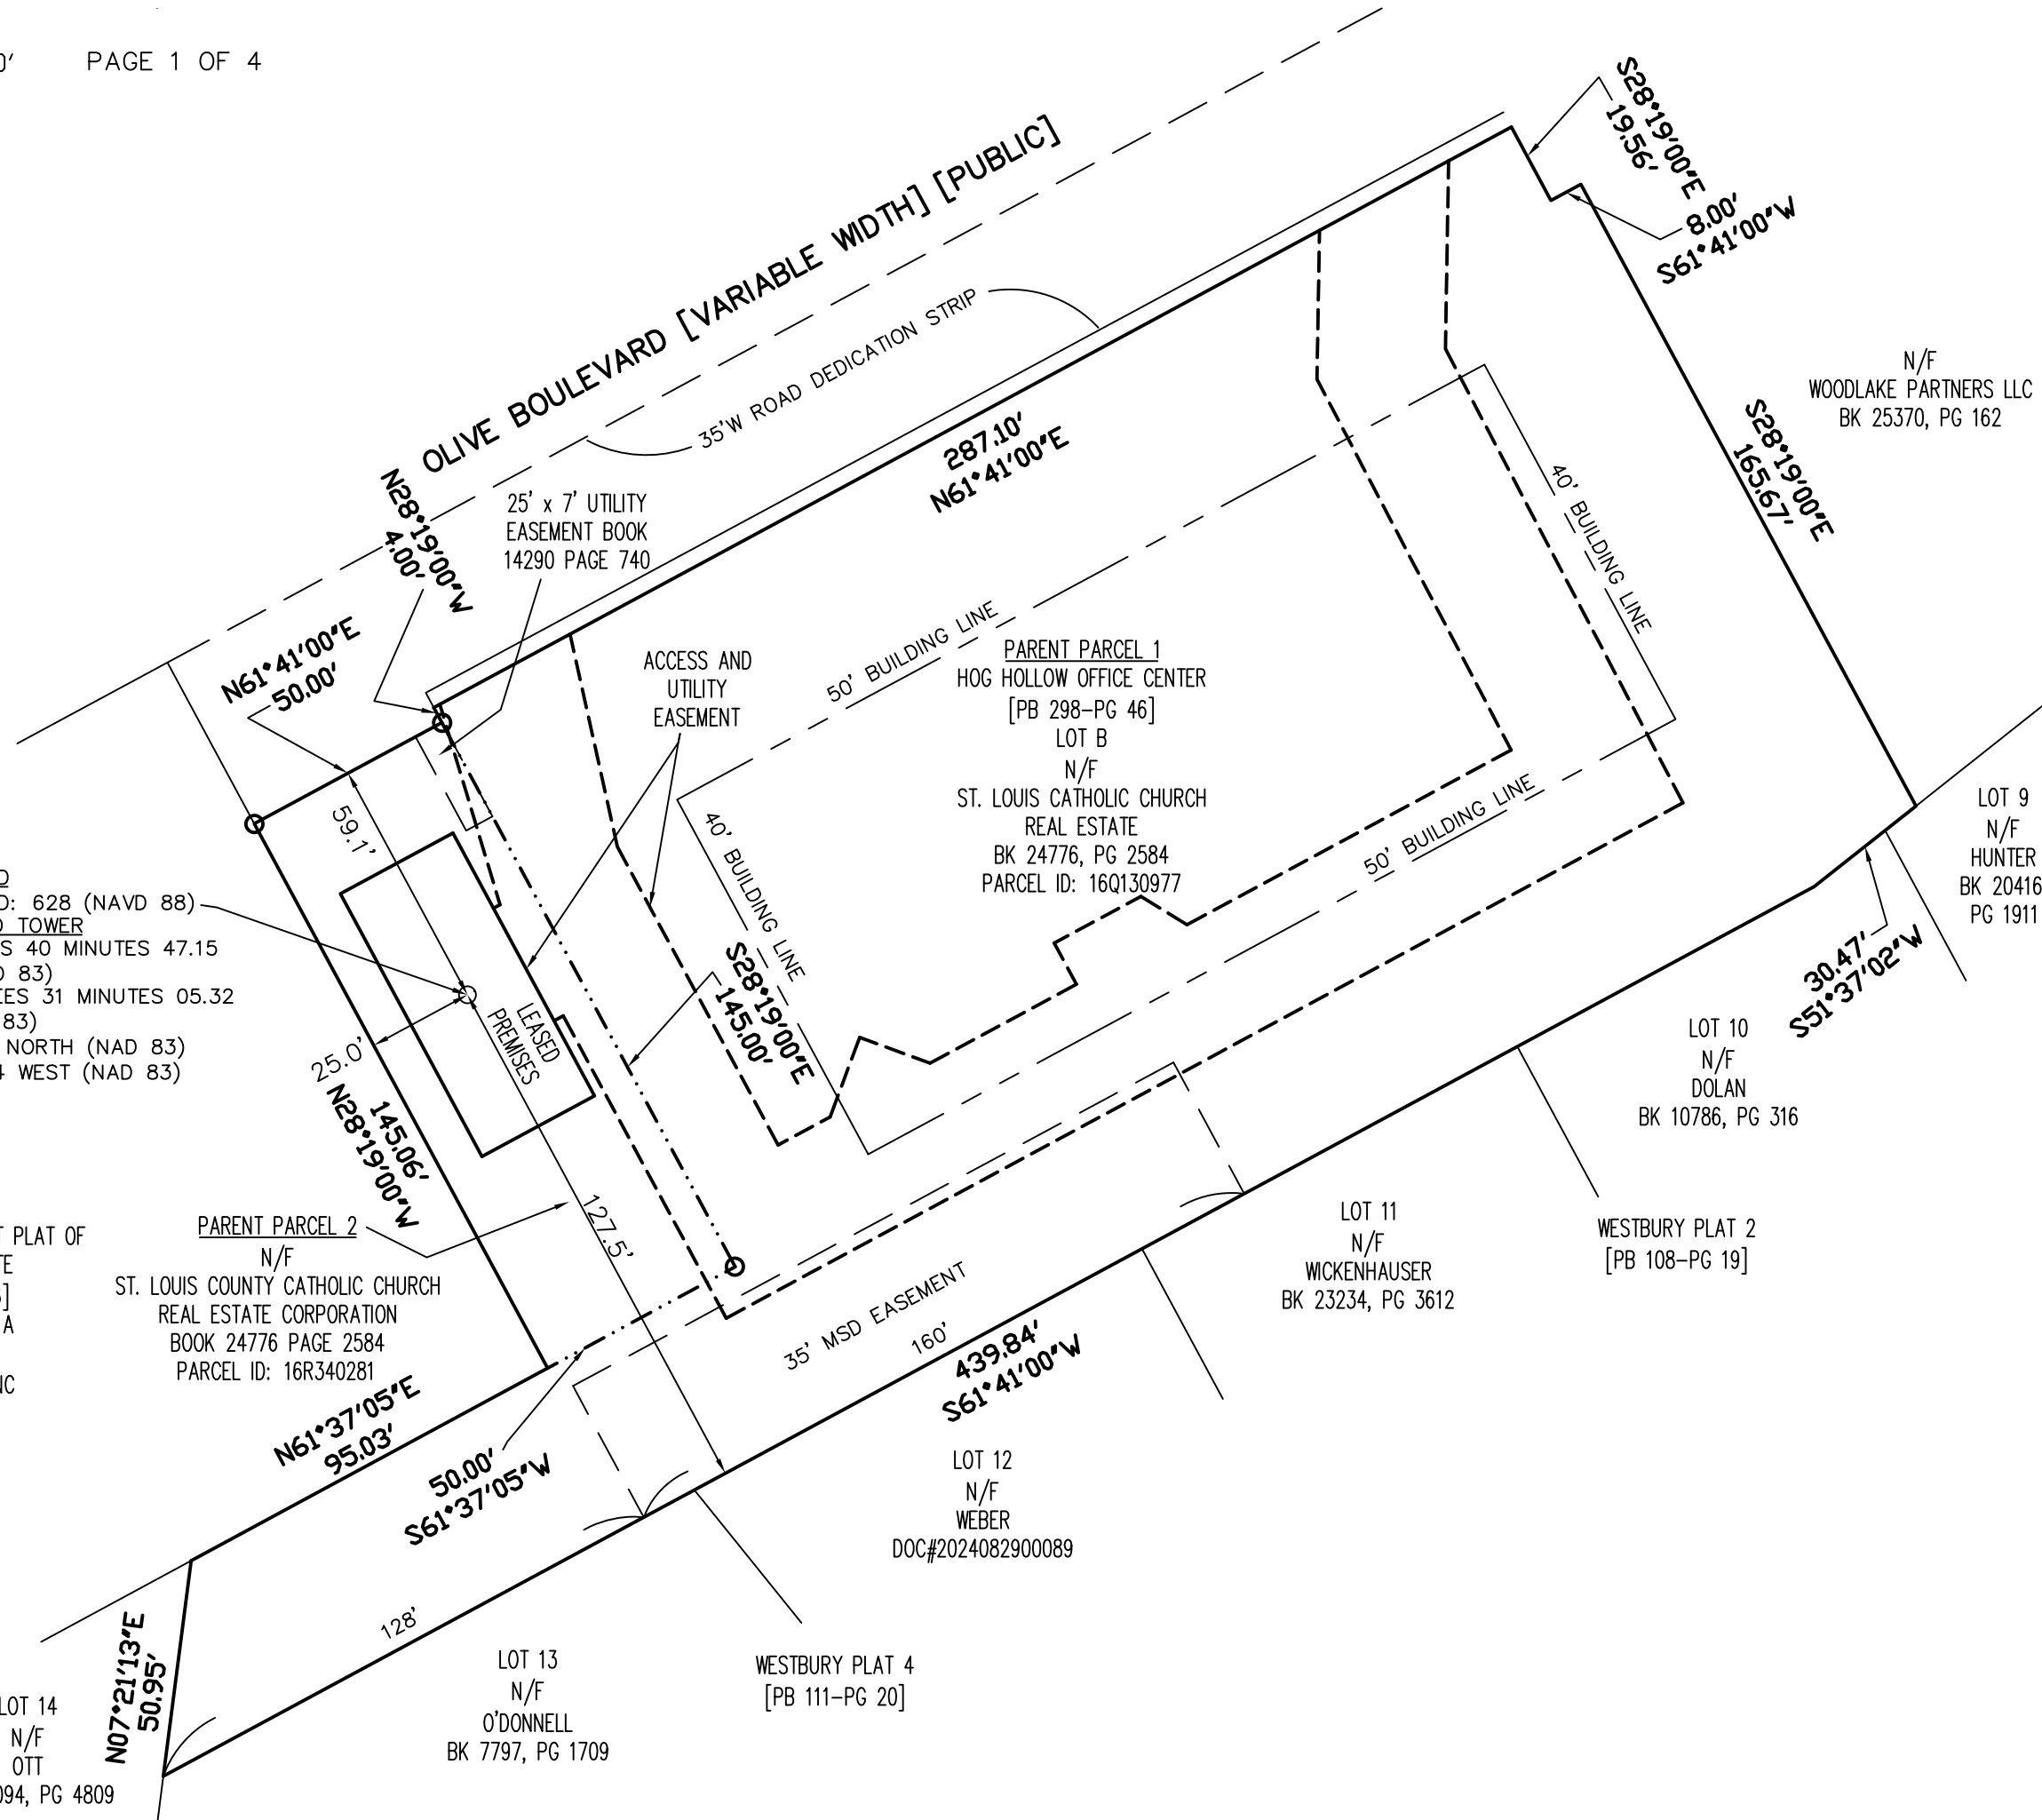 0' PAGE 1 OF 4
S28°19'00"E
19.56'
8.00'
S61°41'00"W
OLIVE BOULEVARD [VARIABLE WIDTH] [PUBLIC]
35'W ROAD DEDICATION STRIP
287.10'
N61°41'00"E
N28°19'00"W
4.00'
25' x 7' UTILITY
EASEMENT BOOK
14290 PAGE 740
N/F
WOODLAKE PARTNERS LLC
BK 25370, PG 162
S28°19'00"E
165.67'
40' BUILDING LINE
50' BUILDING LINE
N61°41'00"E
50.00'
ACCESS AND
UTILITY
EASEMENT
PARENT PARCEL 1
HOG HOLLOW OFFICE CENTER
[PB 298-PG 46]
LOT B
N/F
ST. LOUIS CATHOLIC CHURCH
REAL ESTATE
BK 24776, PG 2584
PARCEL ID: 16Q130977
59.1'
40' BUILDING LINE
50' BUILDING LINE
LOT 9
N/F
HUNTER
BK 20416
PG 1911
D
D: 628 (NAVD 88)
D TOWER
S 40 MINUTES 47.15
D 83)
EES 31 MINUTES 05.32
83)
NORTH (NAD 83)
4 WEST (NAD 83)
LEASED
PREMISES
25.0'
S28°19'00"E
145.00'
30.47'
S51°37'02"W
145.06'
N28°19'00"W
LOT 10
N/F
DOLAN
BK 10786, PG 316
127.5'
PARENT PARCEL 2
N/F
ST. LOUIS COUNTY CATHOLIC CHURCH
REAL ESTATE CORPORATION
BOOK 24776 PAGE 2584
PARCEL ID: 16R340281
T PLAT OF
TE
]
A
NC
LOT 11
N/F
WICKENHAUSER
BK 23234, PG 3612
WESTBURY PLAT 2
[PB 108-PG 19]
35' MSD EASEMENT
160'
439.84'
S61°41'00"W
N61°37'05"E
95.03'
50.00'
S61°37'05"W
LOT 12
N/F
WEBER
DOC#2024082900089
128'
N07°21'13"E
50.95'
LOT 13
N/F
O'DONNELL
BK 7797, PG 1709
WESTBURY PLAT 4
[PB 111-PG 20]
LOT 14
N/F
OTT
094, PG 4809